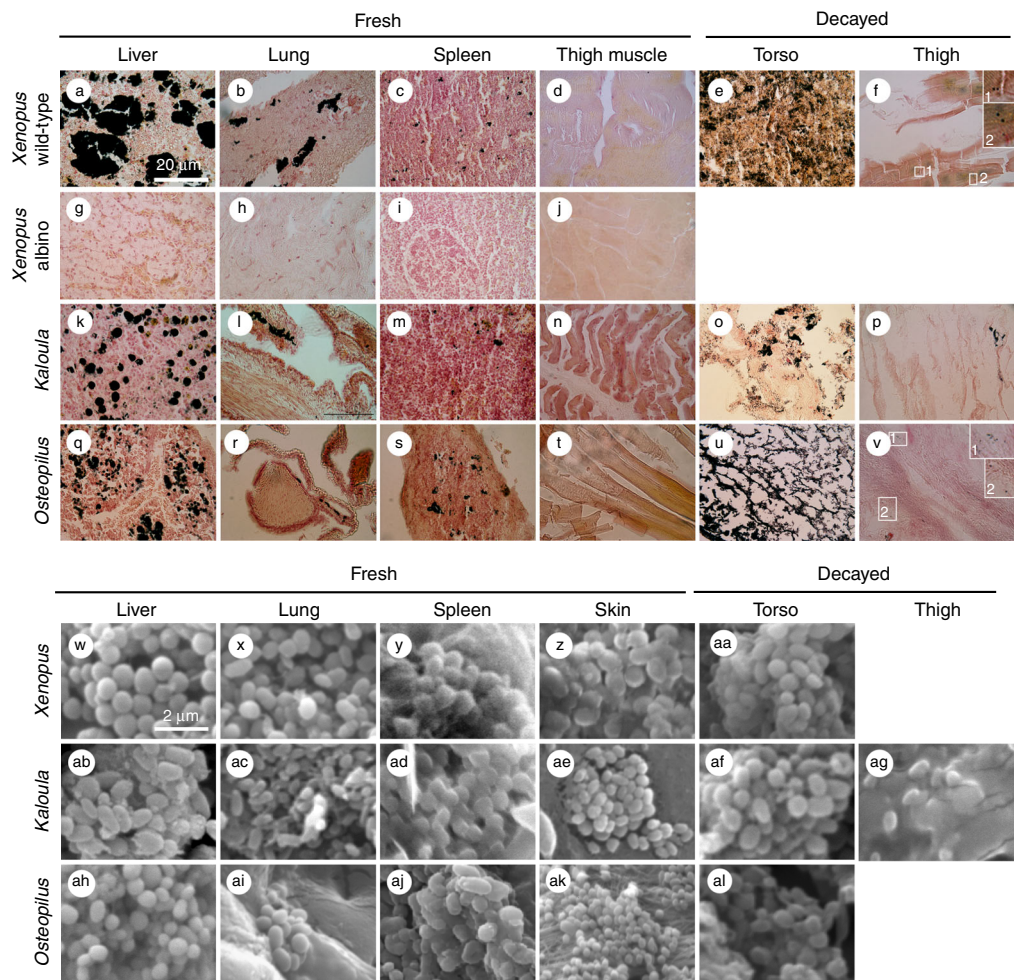 Fresh Decayed
Liver Lung Spleen Thigh muscle Torso Thigh
Xenopus
wild-type
a b c d e f
20 µm
1
2
1
2
Xenopus
albino
g h i j
Kaloula
k l m n o p
Osteopilus
q r s t u v
1
1
2
2
Fresh Decayed
Liver Lung Spleen Skin Torso Thigh
Xenopus
w x y z aa
2 µm
Kaloula
ab ac ad ae af ag
Osteopilus
ah ai aj ak al